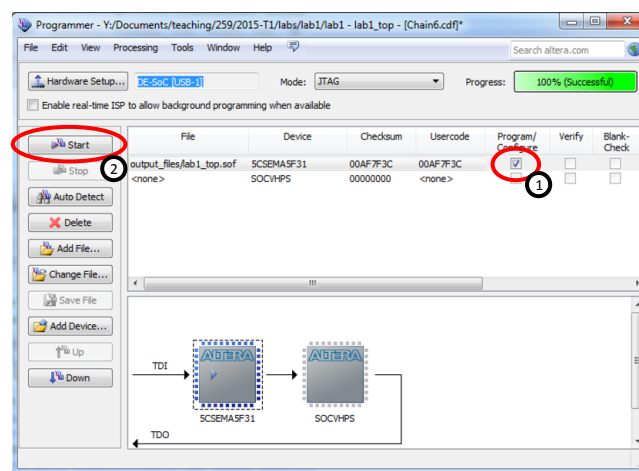 Programmer - Y:/Documents/teaching/259/2015-T1/labs/lab1/lab1 - lab1_top - [Chain6.cdf]*
File Edit View Processing Tools Window Help
Search altera.com
Hardware Setup... DE-SoC [USB-1] Mode: JTAG Progress: 100% (Successful)
Enable real-time ISP to allow background programming when available
Start
Stop
Auto Detect
Delete
Add File...
Change File...
Save File
Add Device...
Up
Down
2
File Device Checksum Usercode Program/ Verify Blank-
Configure Check
output_files/lab1_top.sof 5CSEMA5F31 00AF7F3C 00AF7F3C
<none> SOCVHPS 00000000 <none>
1
TDI
ALTERA ALTERA
5CSEMA5F31 SOCVHPS
TDO